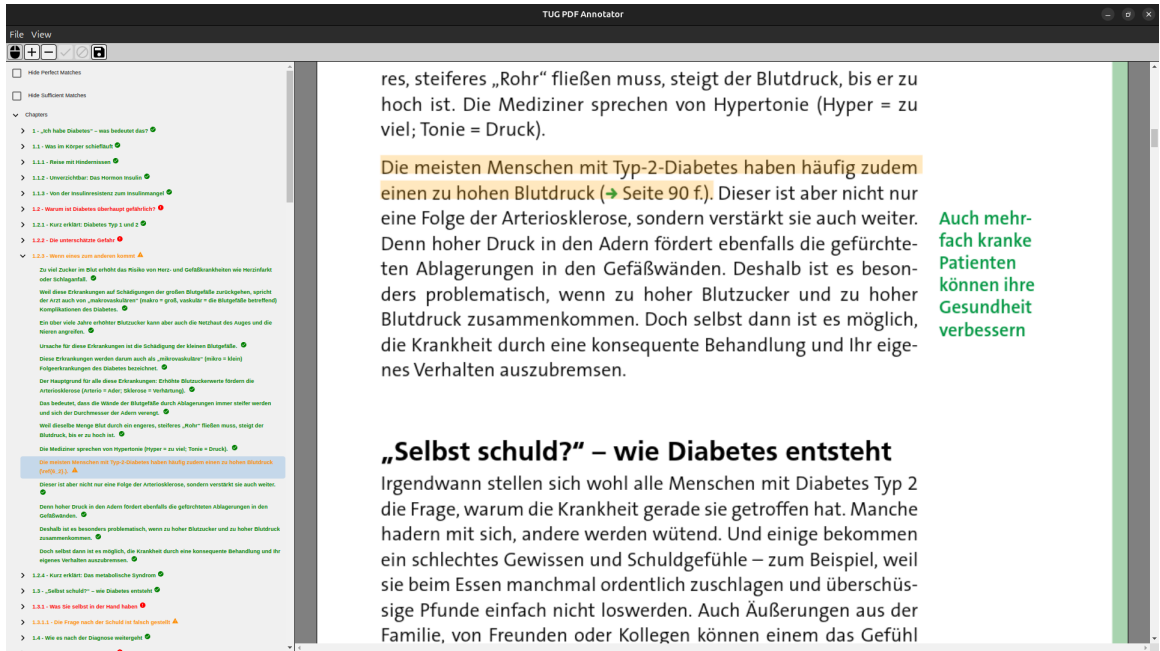 TUG PDF Annotator
File View
Hide Perfect Matches
Hide Sufficient Matches
Chapters
1 - „Ich habe Diabetes“ – was bedeutet das?
1.1 - Was im Körper schiefläuft
1.1.1 - Reise mit Hindernissen
1.1.2 - Unverzichtbar: Das Hormon Insulin
1.1.3 - Von der Insulinresistenz zum Insulinmangel
1.2 - Warum ist Diabetes überhaupt gefährlich?
1.2.1 - Kurz erklärt: Diabetes Typ 1 und 2
1.2.2 - Die unterschätzte Gefahr
1.2.3 - Wenn eines zum anderen kommt
Zu viel Zucker im Blut erhöht das Risiko von Herz- und Gefäßkrankheiten wie Herzinfarkt
oder Schlaganfall.
Weil diese Erkrankungen auf Schädigungen der großen Blutgefäße zurückgehen, spricht
der Arzt auch von „makrovaskulären“ (makro = groß, vaskulär = die Blutgefäße betreffend)
Komplikationen des Diabetes.
Ein über viele Jahre erhöhter Blutzucker kann aber auch die Netzhaut des Auges und die
Nieren angreifen.
Ursache für diese Erkrankungen ist die Schädigung der kleinen Blutgefäße.
Diese Erkrankungen werden darum auch als „mikrovaskuläre“ (mikro = klein)
Folgeerkrankungen des Diabetes bezeichnet.
Der Hauptgrund für alle diese Erkrankungen: Erhöhte Blutzuckerwerte fördern die
Arteriosklerose (Arterio = Ader; Sklerose = Verhärtung).
Das bedeutet, dass die Wände der Blutgefäße durch Ablagerungen immer steifer werden
und sich der Durchmesser der Adern verengt.
Weil dieselbe Menge Blut durch ein engeres, steiferes „Rohr“ fließen muss, steigt der
Blutdruck, bis er zu hoch ist.
Die Mediziner sprechen von Hypertonie (Hyper = zu viel; Tonie = Druck).
Die meisten Menschen mit Typ-2-Diabetes haben häufig zudem einen zu hohen Blutdruck
Dieser ist aber nicht nur eine Folge der Arteriosklerose, sondern verstärkt sie auch weiter.
Denn hoher Druck in den Adern fördert ebenfalls die gefürchteten Ablagerungen in den
Gefäßwänden.
Deshalb ist es besonders problematisch, wenn zu hoher Blutzucker und zu hoher Blutdruck
zusammenkommen.
Doch selbst dann ist es möglich, die Krankheit durch eine konsequente Behandlung und Ihr
eigenes Verhalten auszubremsen.
1.2.4 - Kurz erklärt: Das metabolische Syndrom
1.3 - „Selbst schuld?“ – wie Diabetes entsteht
1.3.1 - Was Sie selbst in der Hand haben
1.3.1.1 - Die Frage nach der Schuld ist falsch gestellt
1.4 - Wie es nach der Diagnose weitergeht
res, steiferes „Rohr“ fließen muss, steigt der Blutdruck, bis er zu
hoch ist. Die Mediziner sprechen von Hypertonie (Hyper = zu
viel; Tonie = Druck).
Die meisten Menschen mit Typ-2-Diabetes haben häufig zudem
einen zu hohen Blutdruck (➔ Seite 90 f.). Dieser ist aber nicht nur
eine Folge der Arteriosklerose, sondern verstärkt sie auch weiter.
Denn hoher Druck in den Adern fördert ebenfalls die gefürchte-
ten Ablagerungen in den Gefäßwänden. Deshalb ist es beson-
ders problematisch, wenn zu hoher Blutzucker und zu hoher
Blutdruck zusammenkommen. Doch selbst dann ist es möglich,
die Krankheit durch eine konsequente Behandlung und Ihr eige-
nes Verhalten auszubremsen.
Auch mehr-
fach kranke
Patienten
können ihre
Gesundheit
verbessern
„Selbst schuld?“ – wie Diabetes entsteht
Irgendwann stellen sich wohl alle Menschen mit Diabetes Typ 2
die Frage, warum die Krankheit gerade sie getroffen hat. Manche
hadern mit sich, andere werden wütend. Und einige bekommen
ein schlechtes Gewissen und Schuldgefühle – zum Beispiel, weil
sie beim Essen manchmal ordentlich zuschlagen und überschüs-
sige Pfunde einfach nicht loswerden. Auch Äußerungen aus der
Familie, von Freunden oder Kollegen können einem das Gefühl